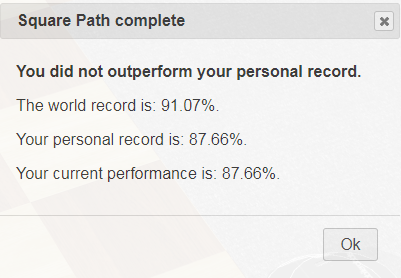 Square Path complete
You did not outperform your personal record.
The world record is: 91.07%.
Your personal record is: 87.66%.
Your current performance is: 87.66%.
Ok